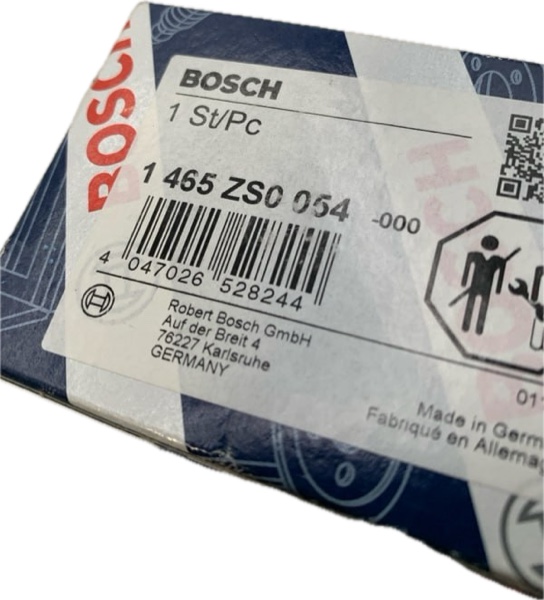 BOSCH
BOSCH
1 St/Pc
1 465 ZS0 054 -000
4 047026 528244
Robert Bosch GmbH
Auf der Breit 4
76227 Karlsruhe
GERMANY
Made in Germ
Fabriqué en Allemag